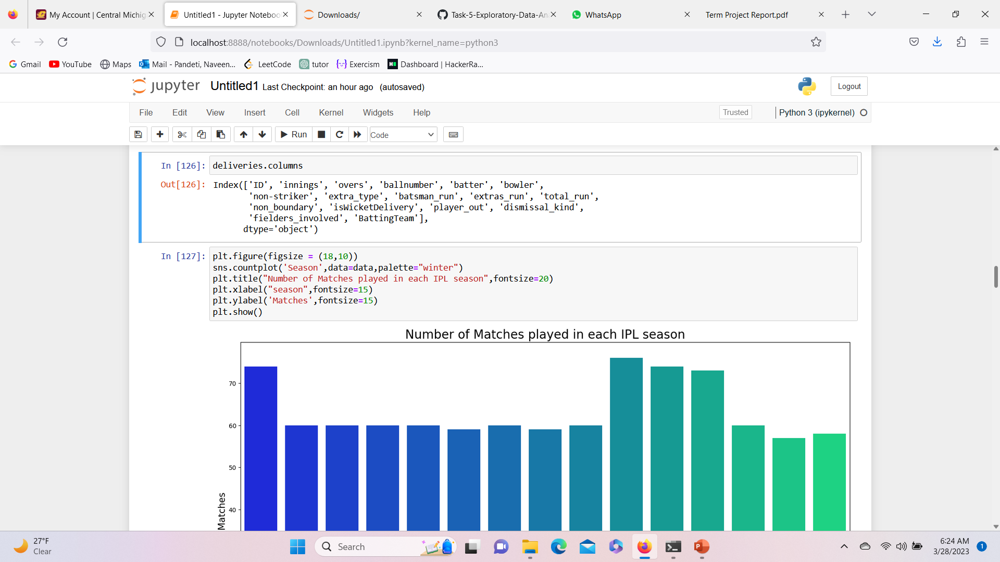 My Account | Central Michig
Untitled1 - Jupyter Noteboo
Downloads/
Task-5-Exploratory-Data-An
WhatsApp
Term Project Report.pdf
localhost:8888/notebooks/Downloads/Untitled1.ipynb?kernel_name=python3
Gmail YouTube Maps Mail - Pandeti, Naveen... LeetCode tutor Exercism Dashboard | HackerRa...
jupyter Untitled1 Last Checkpoint: an hour ago (autosaved)
Logout
File Edit View Insert Cell Kernel Widgets Help
Trusted
Python 3 (ipykernel)
Run
Code
In [126]: deliveries.columns
Out[126]: Index(['ID', 'innings', 'overs', 'ballnumber', 'batter', 'bowler',
'non-striker', 'extra_type', 'batsman_run', 'extras_run', 'total_run',
'non_boundary', 'isWicketDelivery', 'player_out', 'dismissal_kind',
'fielders_involved', 'BattingTeam'],
dtype='object')
In [127]: plt.figure(figsize = (18,10))
sns.countplot('Season',data=data,palette="winter")
plt.title("Number of Matches played in each IPL season",fontsize=20)
plt.xlabel("season",fontsize=15)
plt.ylabel('Matches',fontsize=15)
plt.show()
Number of Matches played in each IPL season
70
60
50
40
Matches
27°F
Clear
Search
6:24 AM
3/28/2023
1